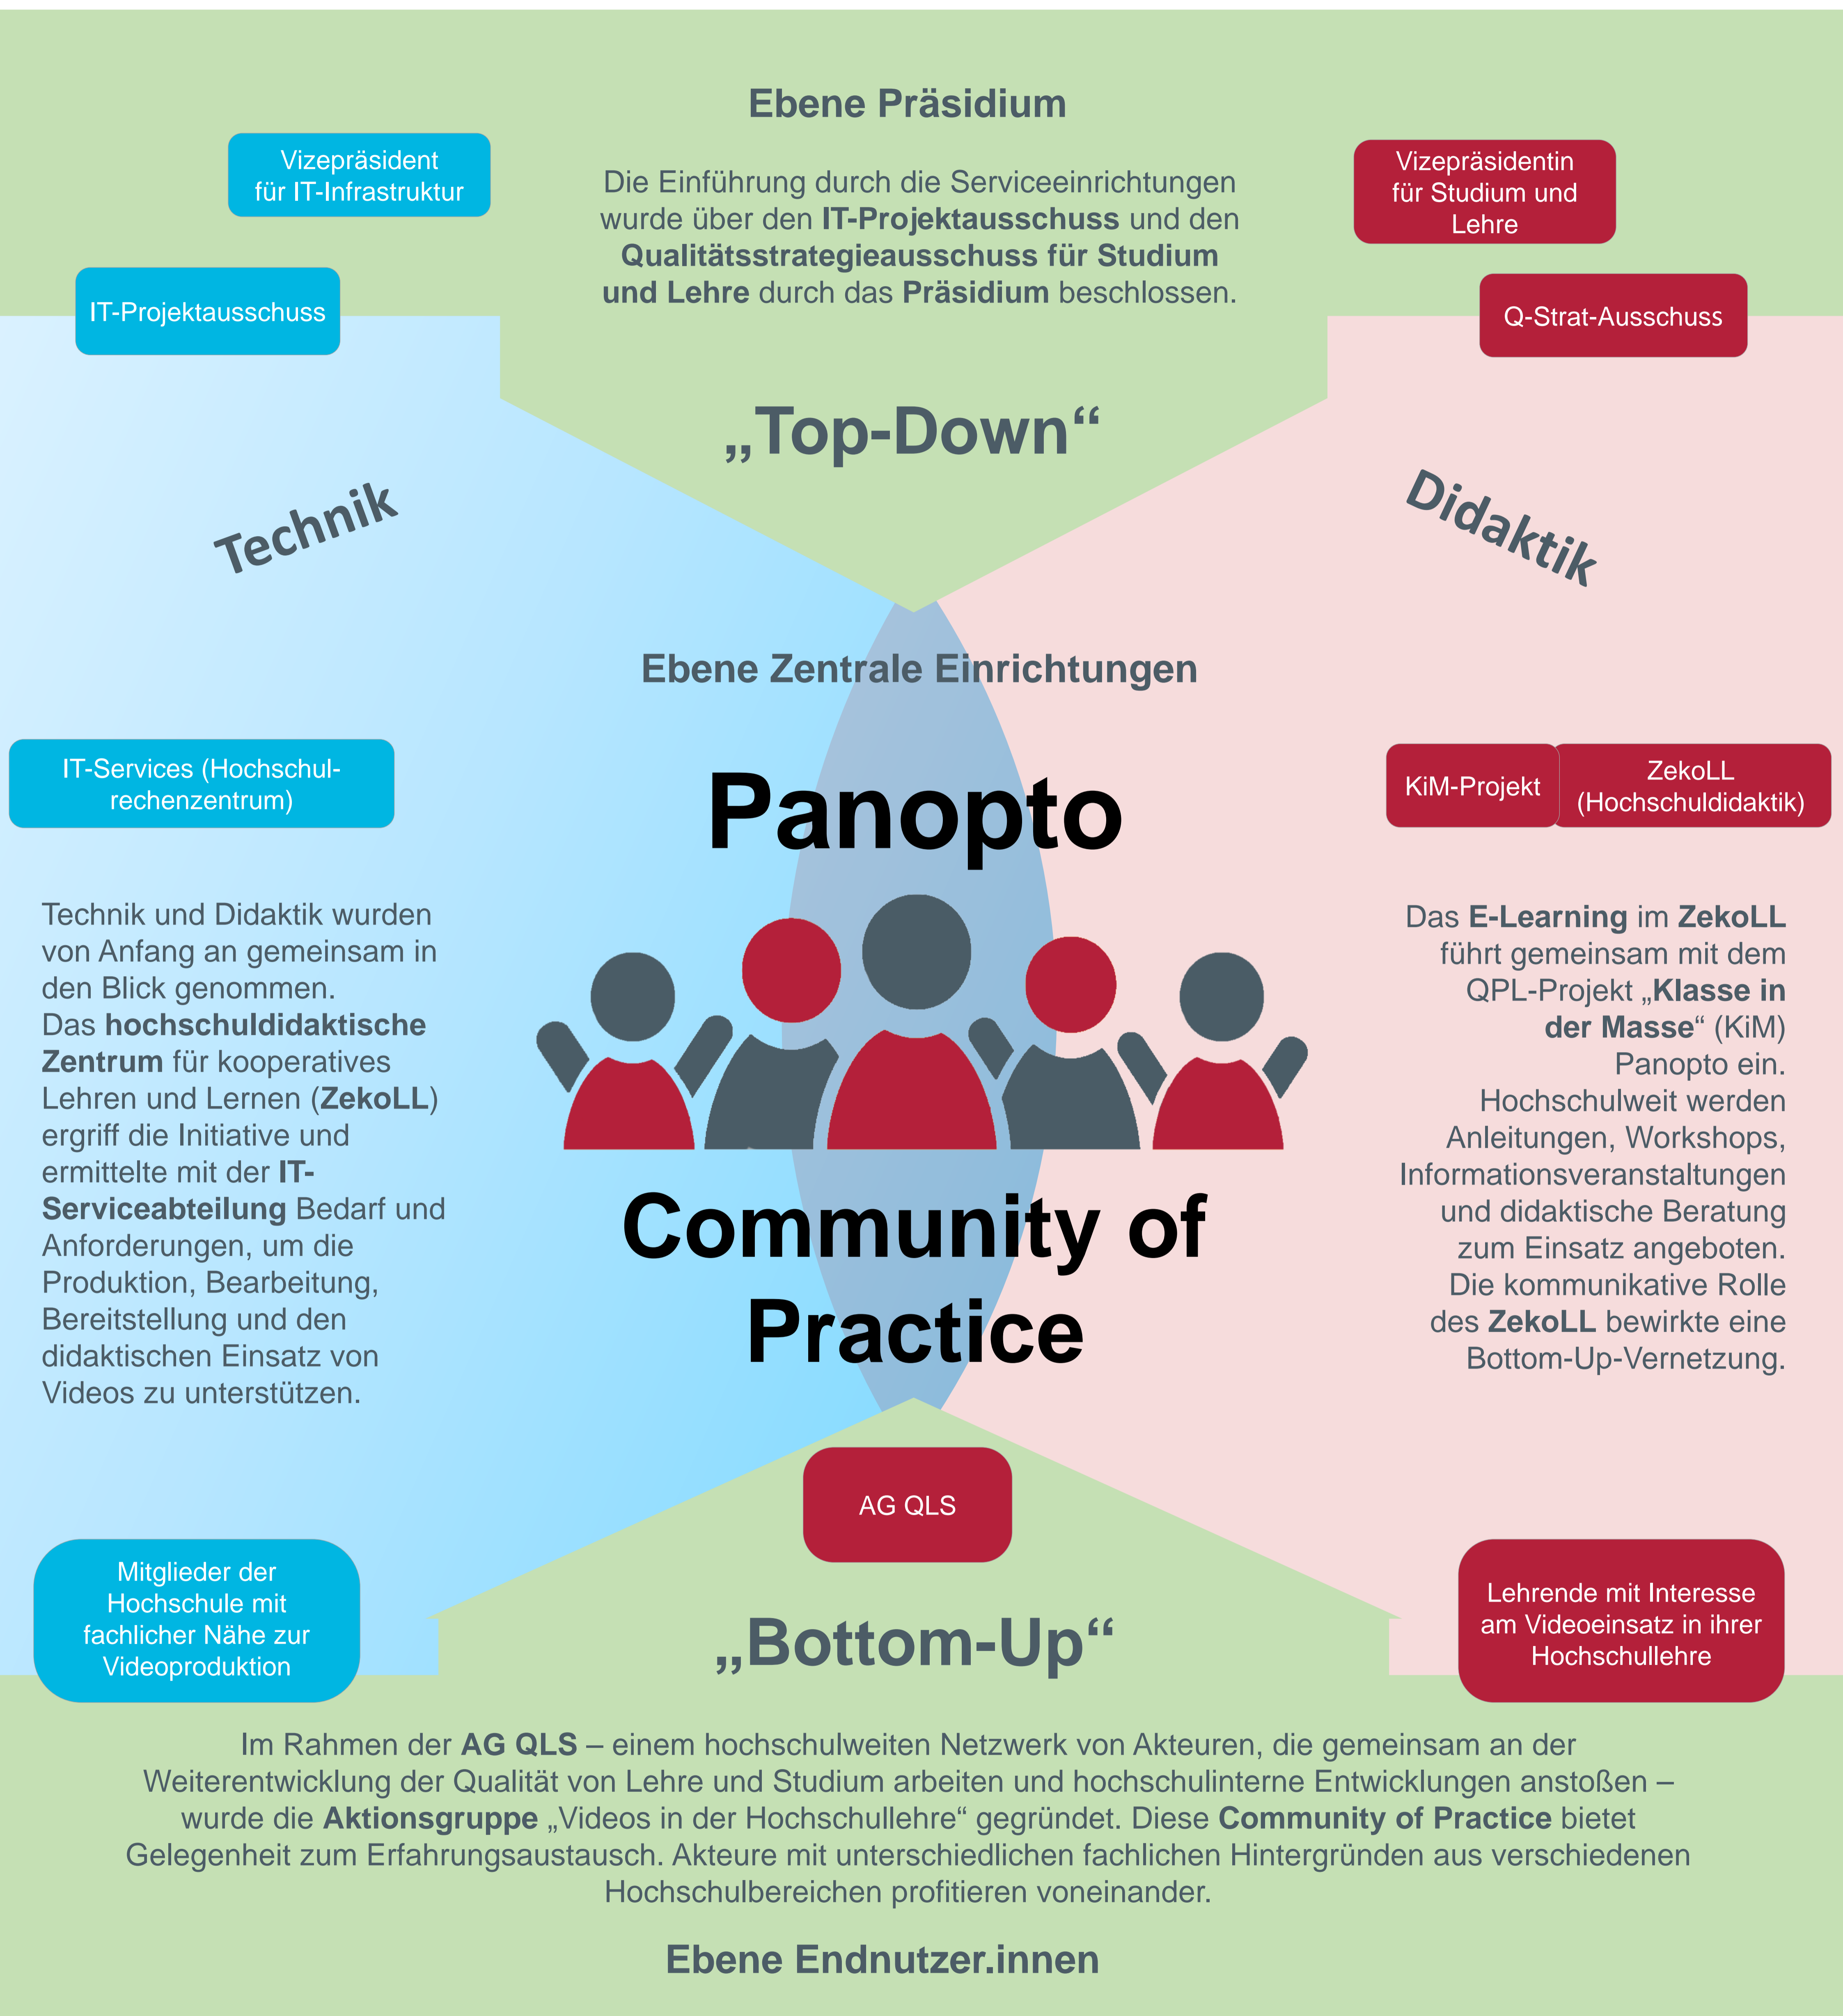 Ebene Präsidium
Vizepräsident
für IT-Infrastruktur
Die Einführung durch die Serviceeinrichtungen
wurde über den IT-Projektausschuss und den
Qualitätsstrategieausschuss für Studium
und Lehre durch das Präsidium beschlossen.
Vizepräsidentin
für Studium und
Lehre
IT-Projektausschuss
Q-Strat-Ausschuss
„Top-Down“
Technik
Didaktik
Ebene Zentrale Einrichtungen
IT-Services (Hochschul-
rechenzentrum)
Panopto
KiM-Projekt
ZekoLL
(Hochschuldidaktik)
Technik und Didaktik wurden
von Anfang an gemeinsam in
den Blick genommen.
Das hochschuldidaktische
Zentrum für kooperatives
Lehren und Lernen (ZekoLL)
ergriff die Initiative und
ermittelte mit der IT-
Serviceabteilung Bedarf und
Anforderungen, um die
Produktion, Bearbeitung,
Bereitstellung und den
didaktischen Einsatz von
Videos zu unterstützen.
Das E-Learning im ZekoLL
führt gemeinsam mit dem
QPL-Projekt „Klasse in
der Masse“ (KiM)
Panopto ein.
Hochschulweit werden
Anleitungen, Workshops,
Informationsveranstaltungen
und didaktische Beratung
zum Einsatz angeboten.
Die kommunikative Rolle
des ZekoLL bewirkte eine
Bottom-Up-Vernetzung.
Community of
Practice
AG QLS
Mitglieder der
Hochschule mit
fachlicher Nähe zur
Videoproduktion
„Bottom-Up“
Lehrende mit Interesse
am Videoeinsatz in ihrer
Hochschullehre
Im Rahmen der AG QLS – einem hochschulweiten Netzwerk von Akteuren, die gemeinsam an der
Weiterentwicklung der Qualität von Lehre und Studium arbeiten und hochschulinterne Entwicklungen anstoßen –
wurde die Aktionsgruppe „Videos in der Hochschullehre“ gegründet. Diese Community of Practice bietet
Gelegenheit zum Erfahrungsaustausch. Akteure mit unterschiedlichen fachlichen Hintergründen aus verschiedenen
Hochschulbereichen profitieren voneinander.
Ebene Endnutzer.innen